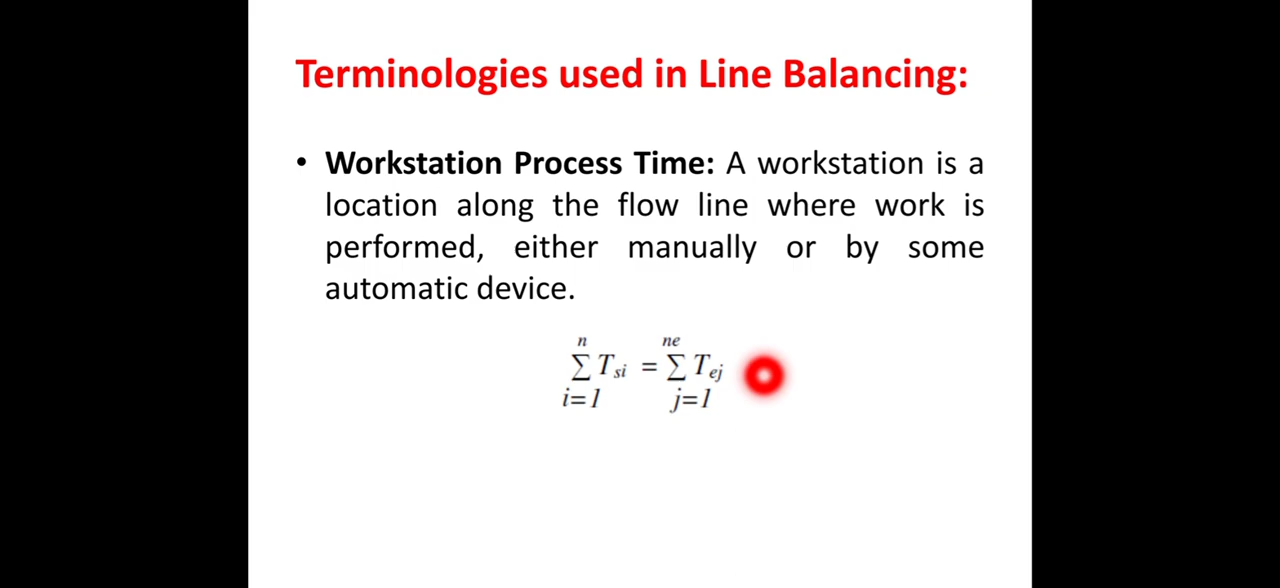 Terminologies used in Line Balancing:
• Workstation Process Time: A workstation is a
location along the flow line where work is
performed, either manually or by some
automatic device.
n ne
∑ Tsi = ∑ Tej
i=1 j=1